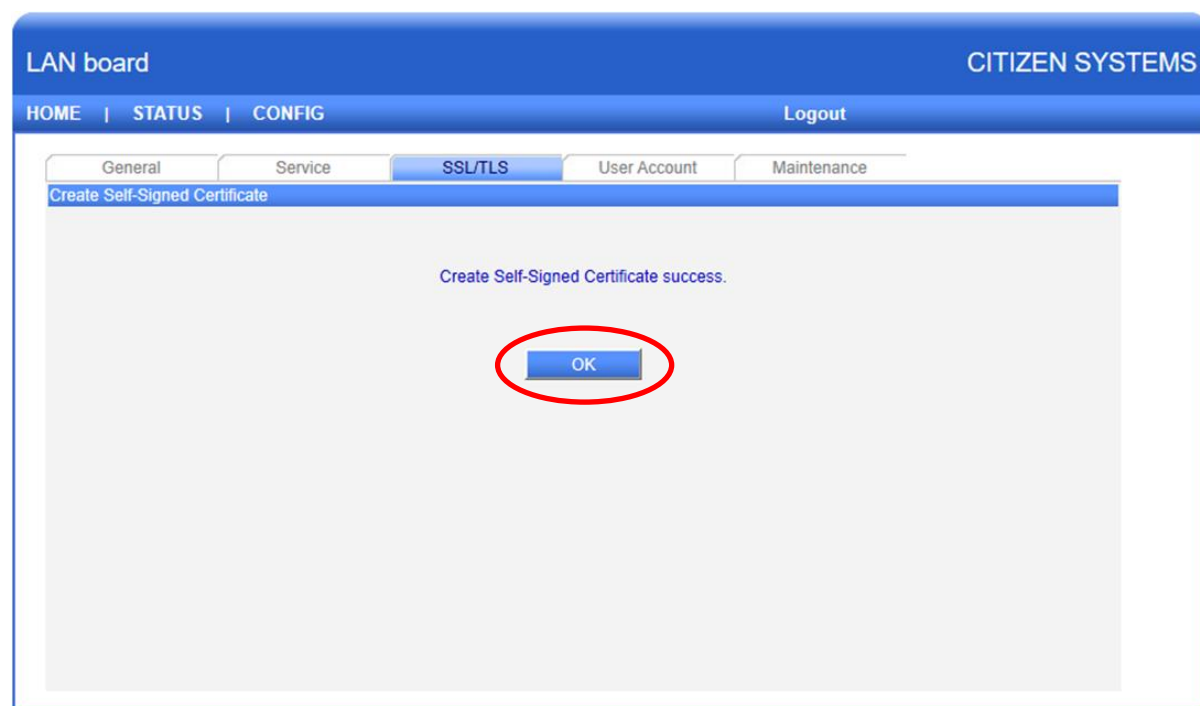 LAN board CITIZEN SYSTEMS
HOME | STATUS | CONFIG Logout
General Service SSL/TLS User Account Maintenance
Create Self-Signed Certificate
Create Self-Signed Certificate success.
OK